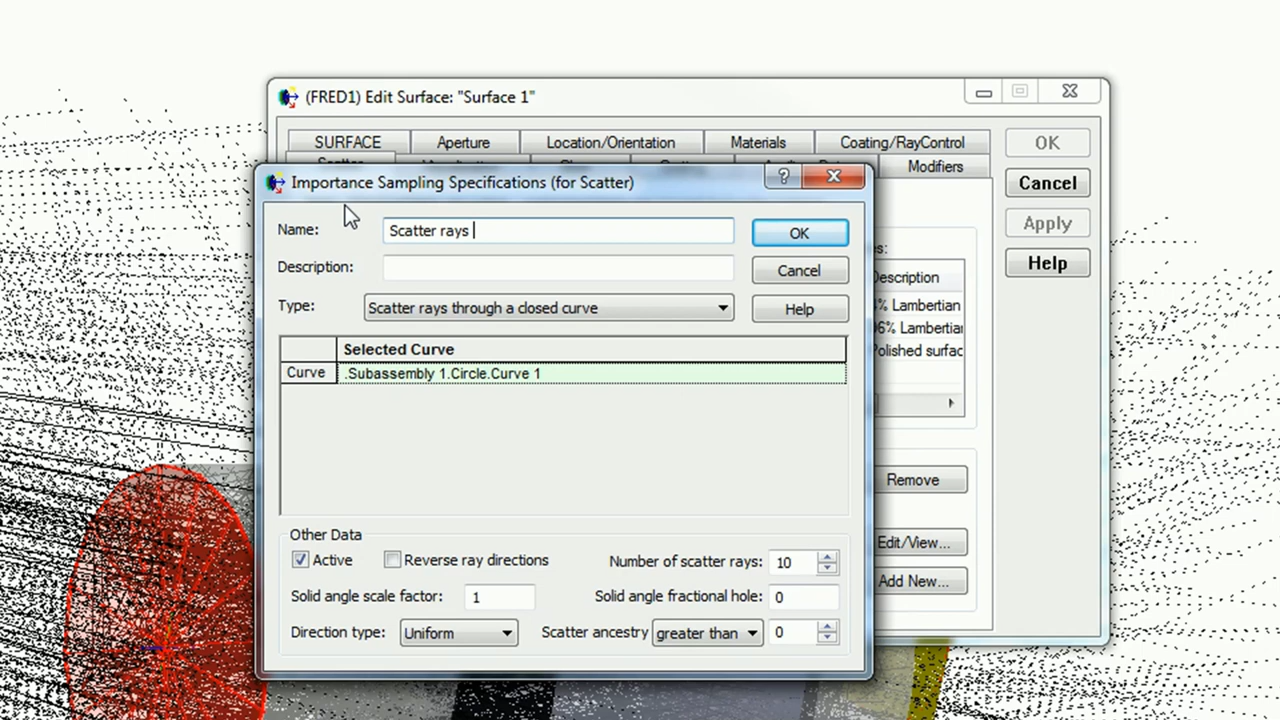 (FRED1) Edit Surface: "Surface 1"
SURFACE Aperture Location/Orientation Materials Coating/RayControl
OK
Modifiers
Importance Sampling Specifications (for Scatter)
?
Cancel
Name: Scatter rays
OK
Apply
Description:
Cancel
Help
Description
Type: Scatter rays through a closed curve
Help
% Lambertian
6% Lambertian
Selected Curve
Curve .Subassembly 1.Circle.Curve 1
Remove
Other Data
Active Reverse ray directions Number of scatter rays: 10
Edit/View...
Add New...
Solid angle scale factor: 1 Solid angle fractional hole: 0
Direction type: Uniform Scatter ancestry greater than 0